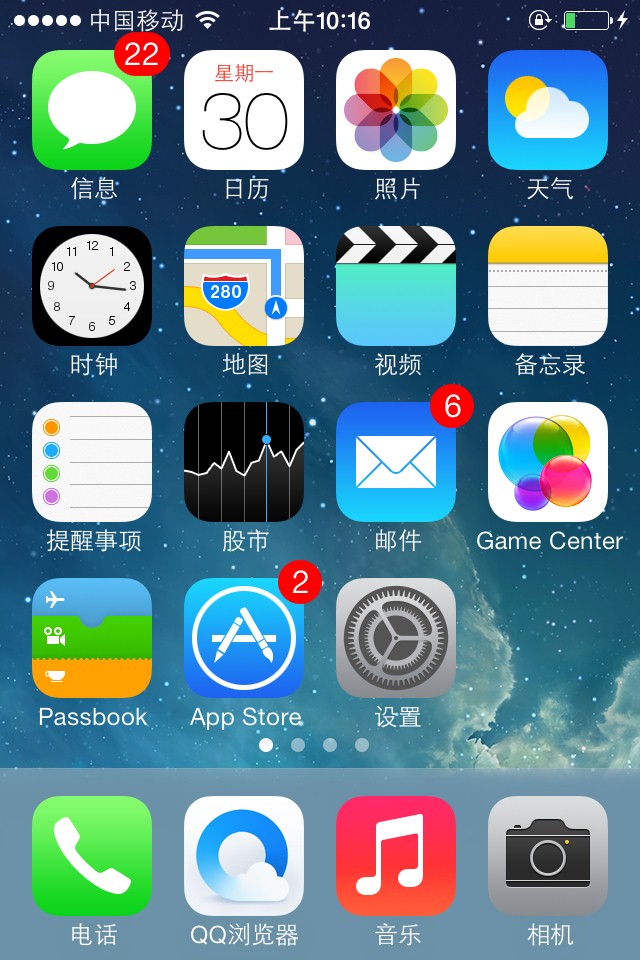 中国移动 上午10:16
22
星期一
30
信息 日历 照片 天气
12
11 1
10 2
9 3
8 4
7 5
6
280
时钟 地图 视频 备忘录
6
提醒事项 股市 邮件 Game Center
2
Passbook App Store 设置
电话 QQ浏览器 音乐 相机